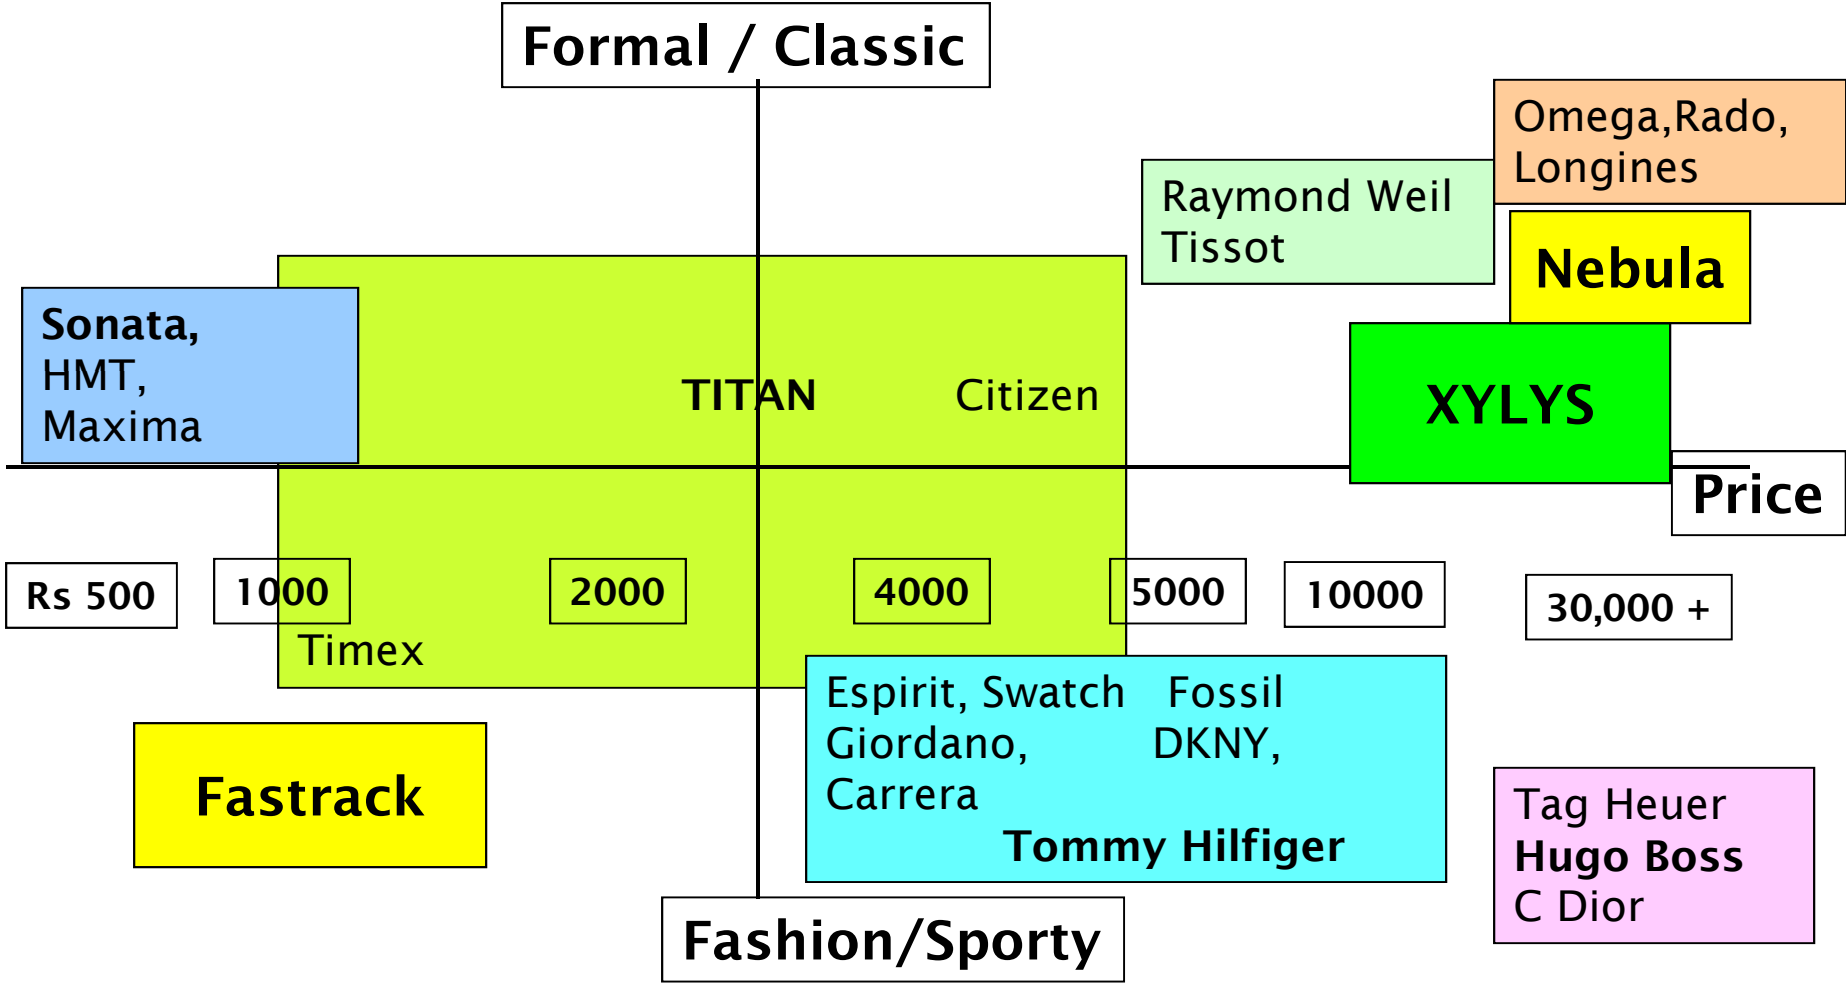 Formal / Classic
Omega,Rado,
Longines
Raymond Weil
Tissot
Nebula
Sonata,
HMT,
Maxima
TITAN
Citizen
XYLYS
Price
Rs 500
1000
2000
4000
5000
10000
30,000 +
Timex
Espirit, Swatch Fossil
Giordano, DKNY,
Carrera
Tommy Hilfiger
Fastrack
Tag Heuer
Hugo Boss
C Dior
Fashion/Sporty